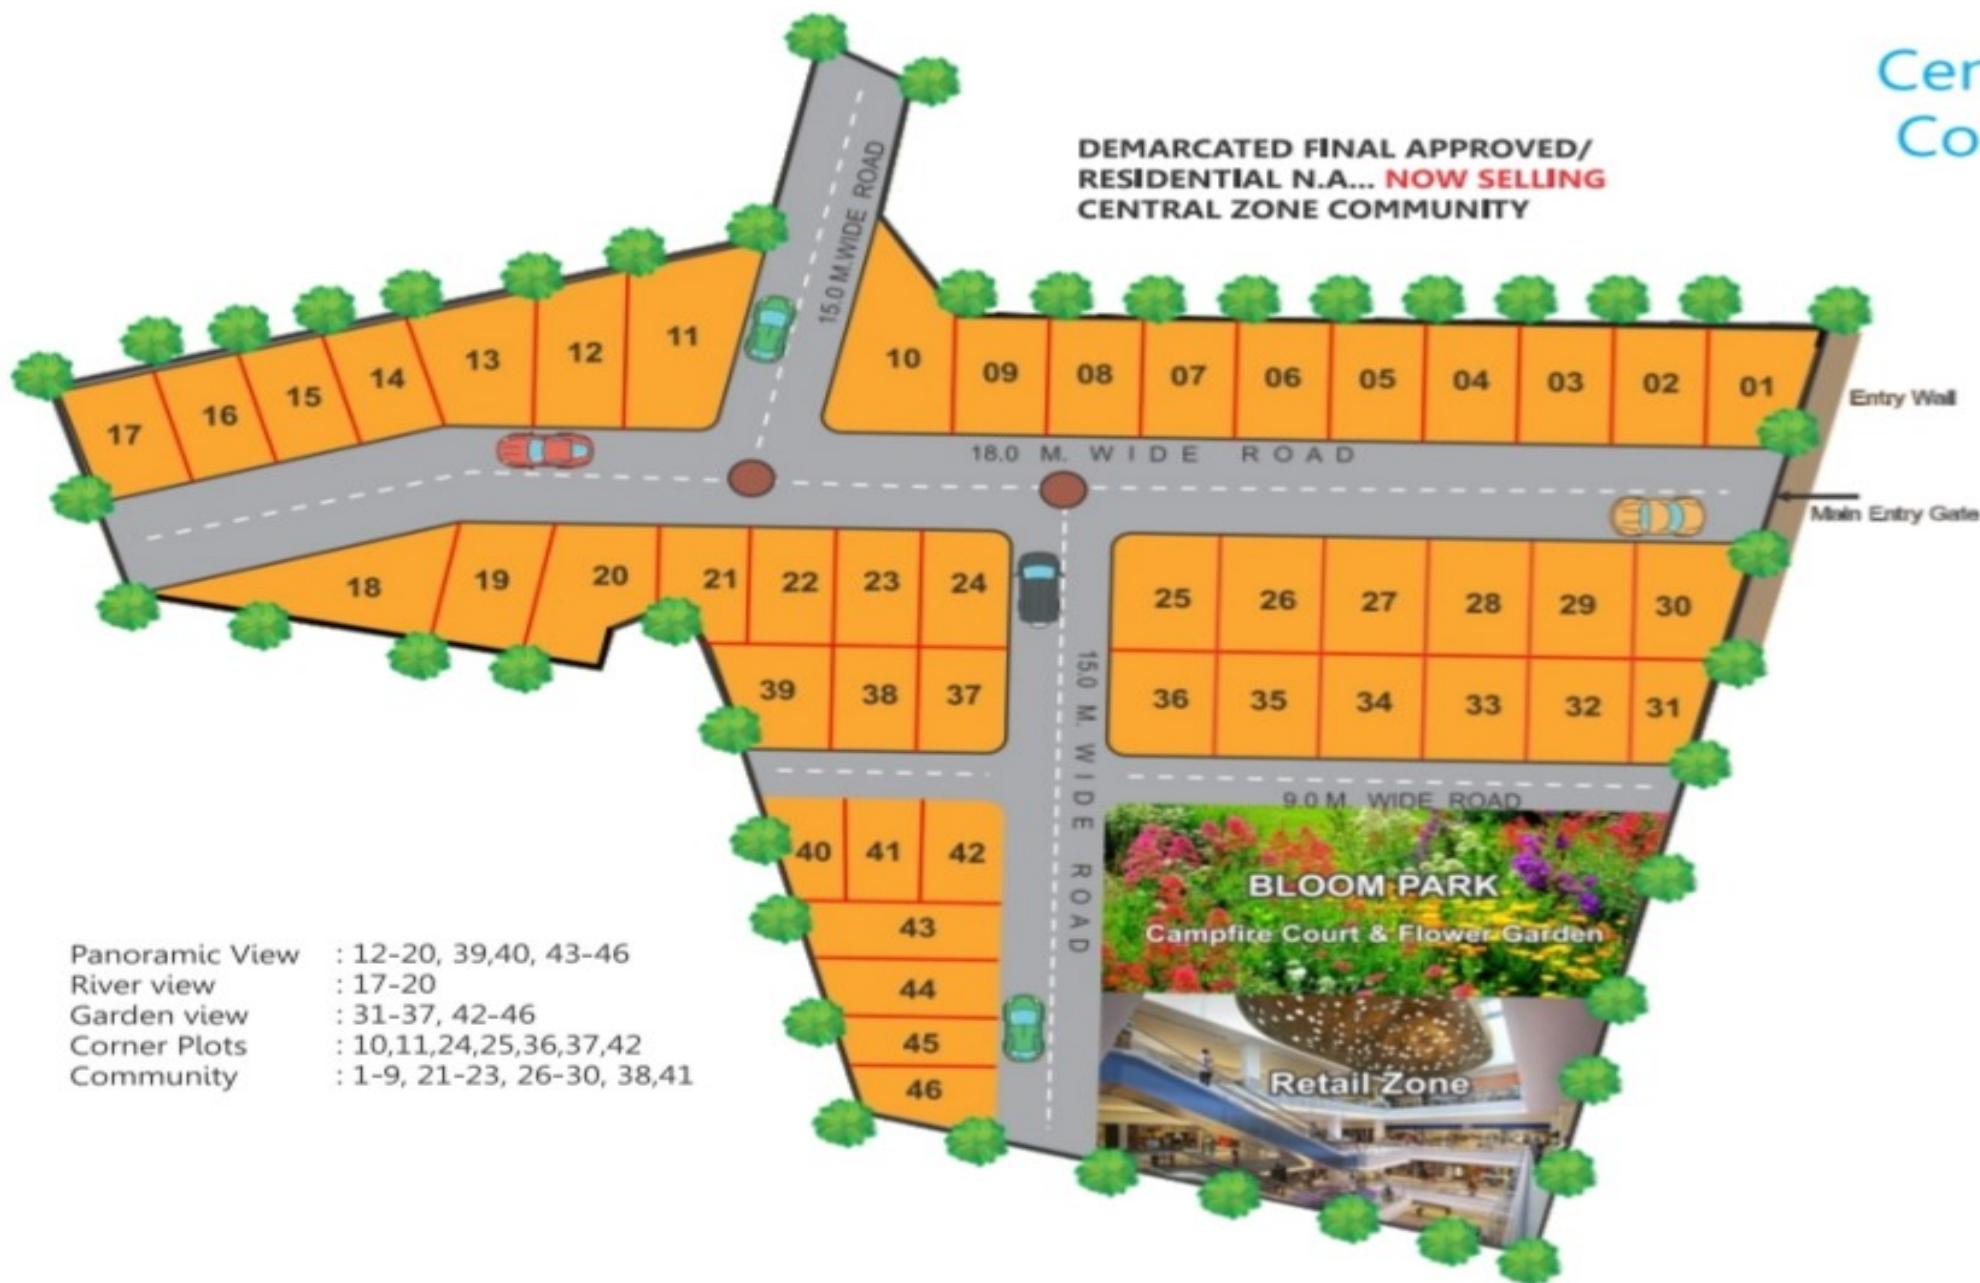 Cer
Co
DEMARCATED FINAL APPROVED/
RESIDENTIAL N.A... NOW SELLING
CENTRAL ZONE COMMUNITY
15.0 M.WIDE ROAD
17 16 15 14 13 12 11
10 09 08 07 06 05 04 03 02 01
Entry Wall
18.0 M. WIDE ROAD
Main Entry Gate
18 19 20 21 22 23 24
25 26 27 28 29 30
39 38 37
36 35 34 33 32 31
15.0 M. WIDE ROAD
9.0 M. WIDE ROAD
40 41 42
43
44
45
46
BLOOM PARK
Campfire Court & Flower Garden
Retail Zone
Panoramic View : 12-20, 39,40, 43-46
River view : 17-20
Garden view : 31-37, 42-46
Corner Plots : 10,11,24,25,36,37,42
Community : 1-9, 21-23, 26-30, 38,41